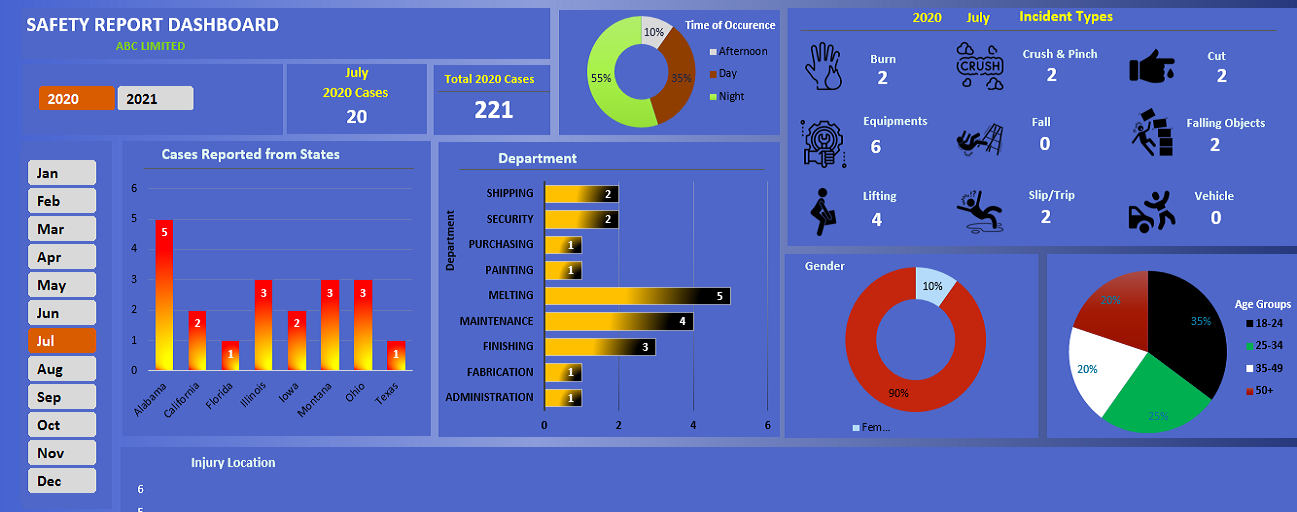 SAFETY REPORT DASHBOARD
ABC LIMITED
2020
2021
July
2020 Cases
20
Total 2020 Cases
221
Time of Occurence
10%
35%
55%
Afternoon
Day
Night
2020 July Incident Types
Burn
2
Crush & Pinch
2
CRUSH
Cut
2
Equipments
6
Fall
0
Falling Objects
2
Lifting
4
Slip/Trip
2
Vehicle
0
Jan
Feb
Mar
Apr
May
Jun
Jul
Aug
Sep
Oct
Nov
Dec
Cases Reported from States
6
5
4
3
2
1
0
5
2
1
3
2
3
3
1
Alabama
California
Florida
Illinois
Iowa
Montana
Ohio
Texas
Department
Department
SHIPPING 2
SECURITY 2
PURCHASING 1
PAINTING 1
MELTING 5
MAINTENANCE 4
FINISHING 3
FABRICATION 1
ADMINISTRATION 1
0 2 4 6
Gender
10%
90%
Fem...
20%
35%
20%
25%
Age Groups
18-24
25-34
35-49
50+
Injury Location
6
5